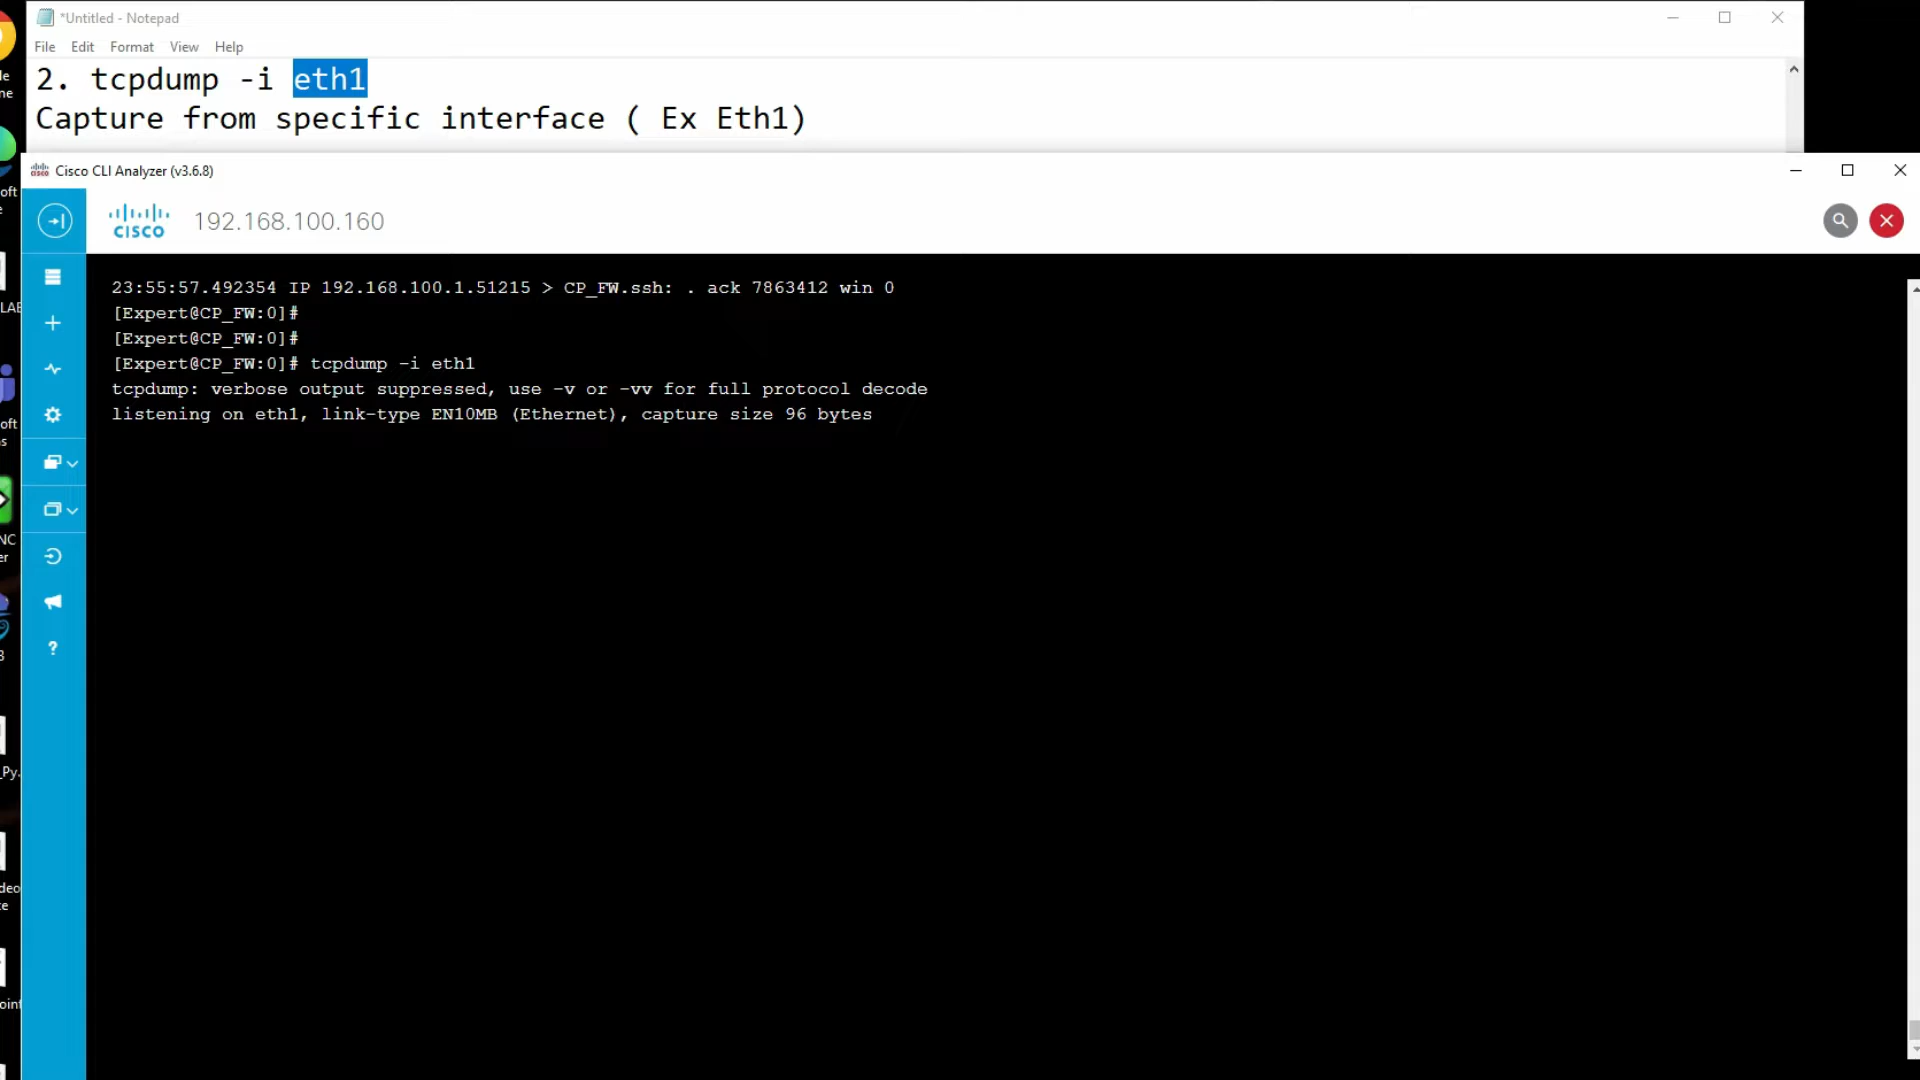 *Untitled - Notepad
File Edit Format View Help
2. tcpdump -i eth1
Capture from specific interface ( Ex Eth1)
Cisco CLI Analyzer (v3.6.8)
cisco 192.168.100.160
23:55:57.492354 IP 192.168.100.1.51215 > CP_FW.ssh: . ack 7863412 win 0
[Expert@CP_FW:0]#
[Expert@CP_FW:0]#
[Expert@CP_FW:0]# tcpdump -i eth1
tcpdump: verbose output suppressed, use -v or -vv for full protocol decode
listening on eth1, link-type EN10MB (Ethernet), capture size 96 bytes